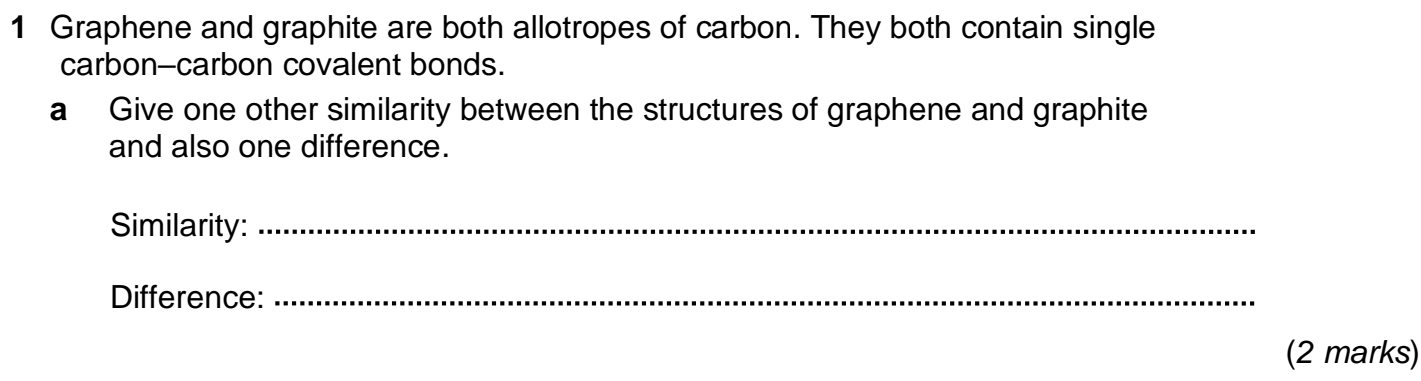 1 Graphene and graphite are both allotropes of carbon. They both contain single
carbon–carbon covalent bonds.
a Give one other similarity between the structures of graphene and graphite
and also one difference.
Similarity: ........................................................................................................................
Difference: ......................................................................................................................
(2 marks)